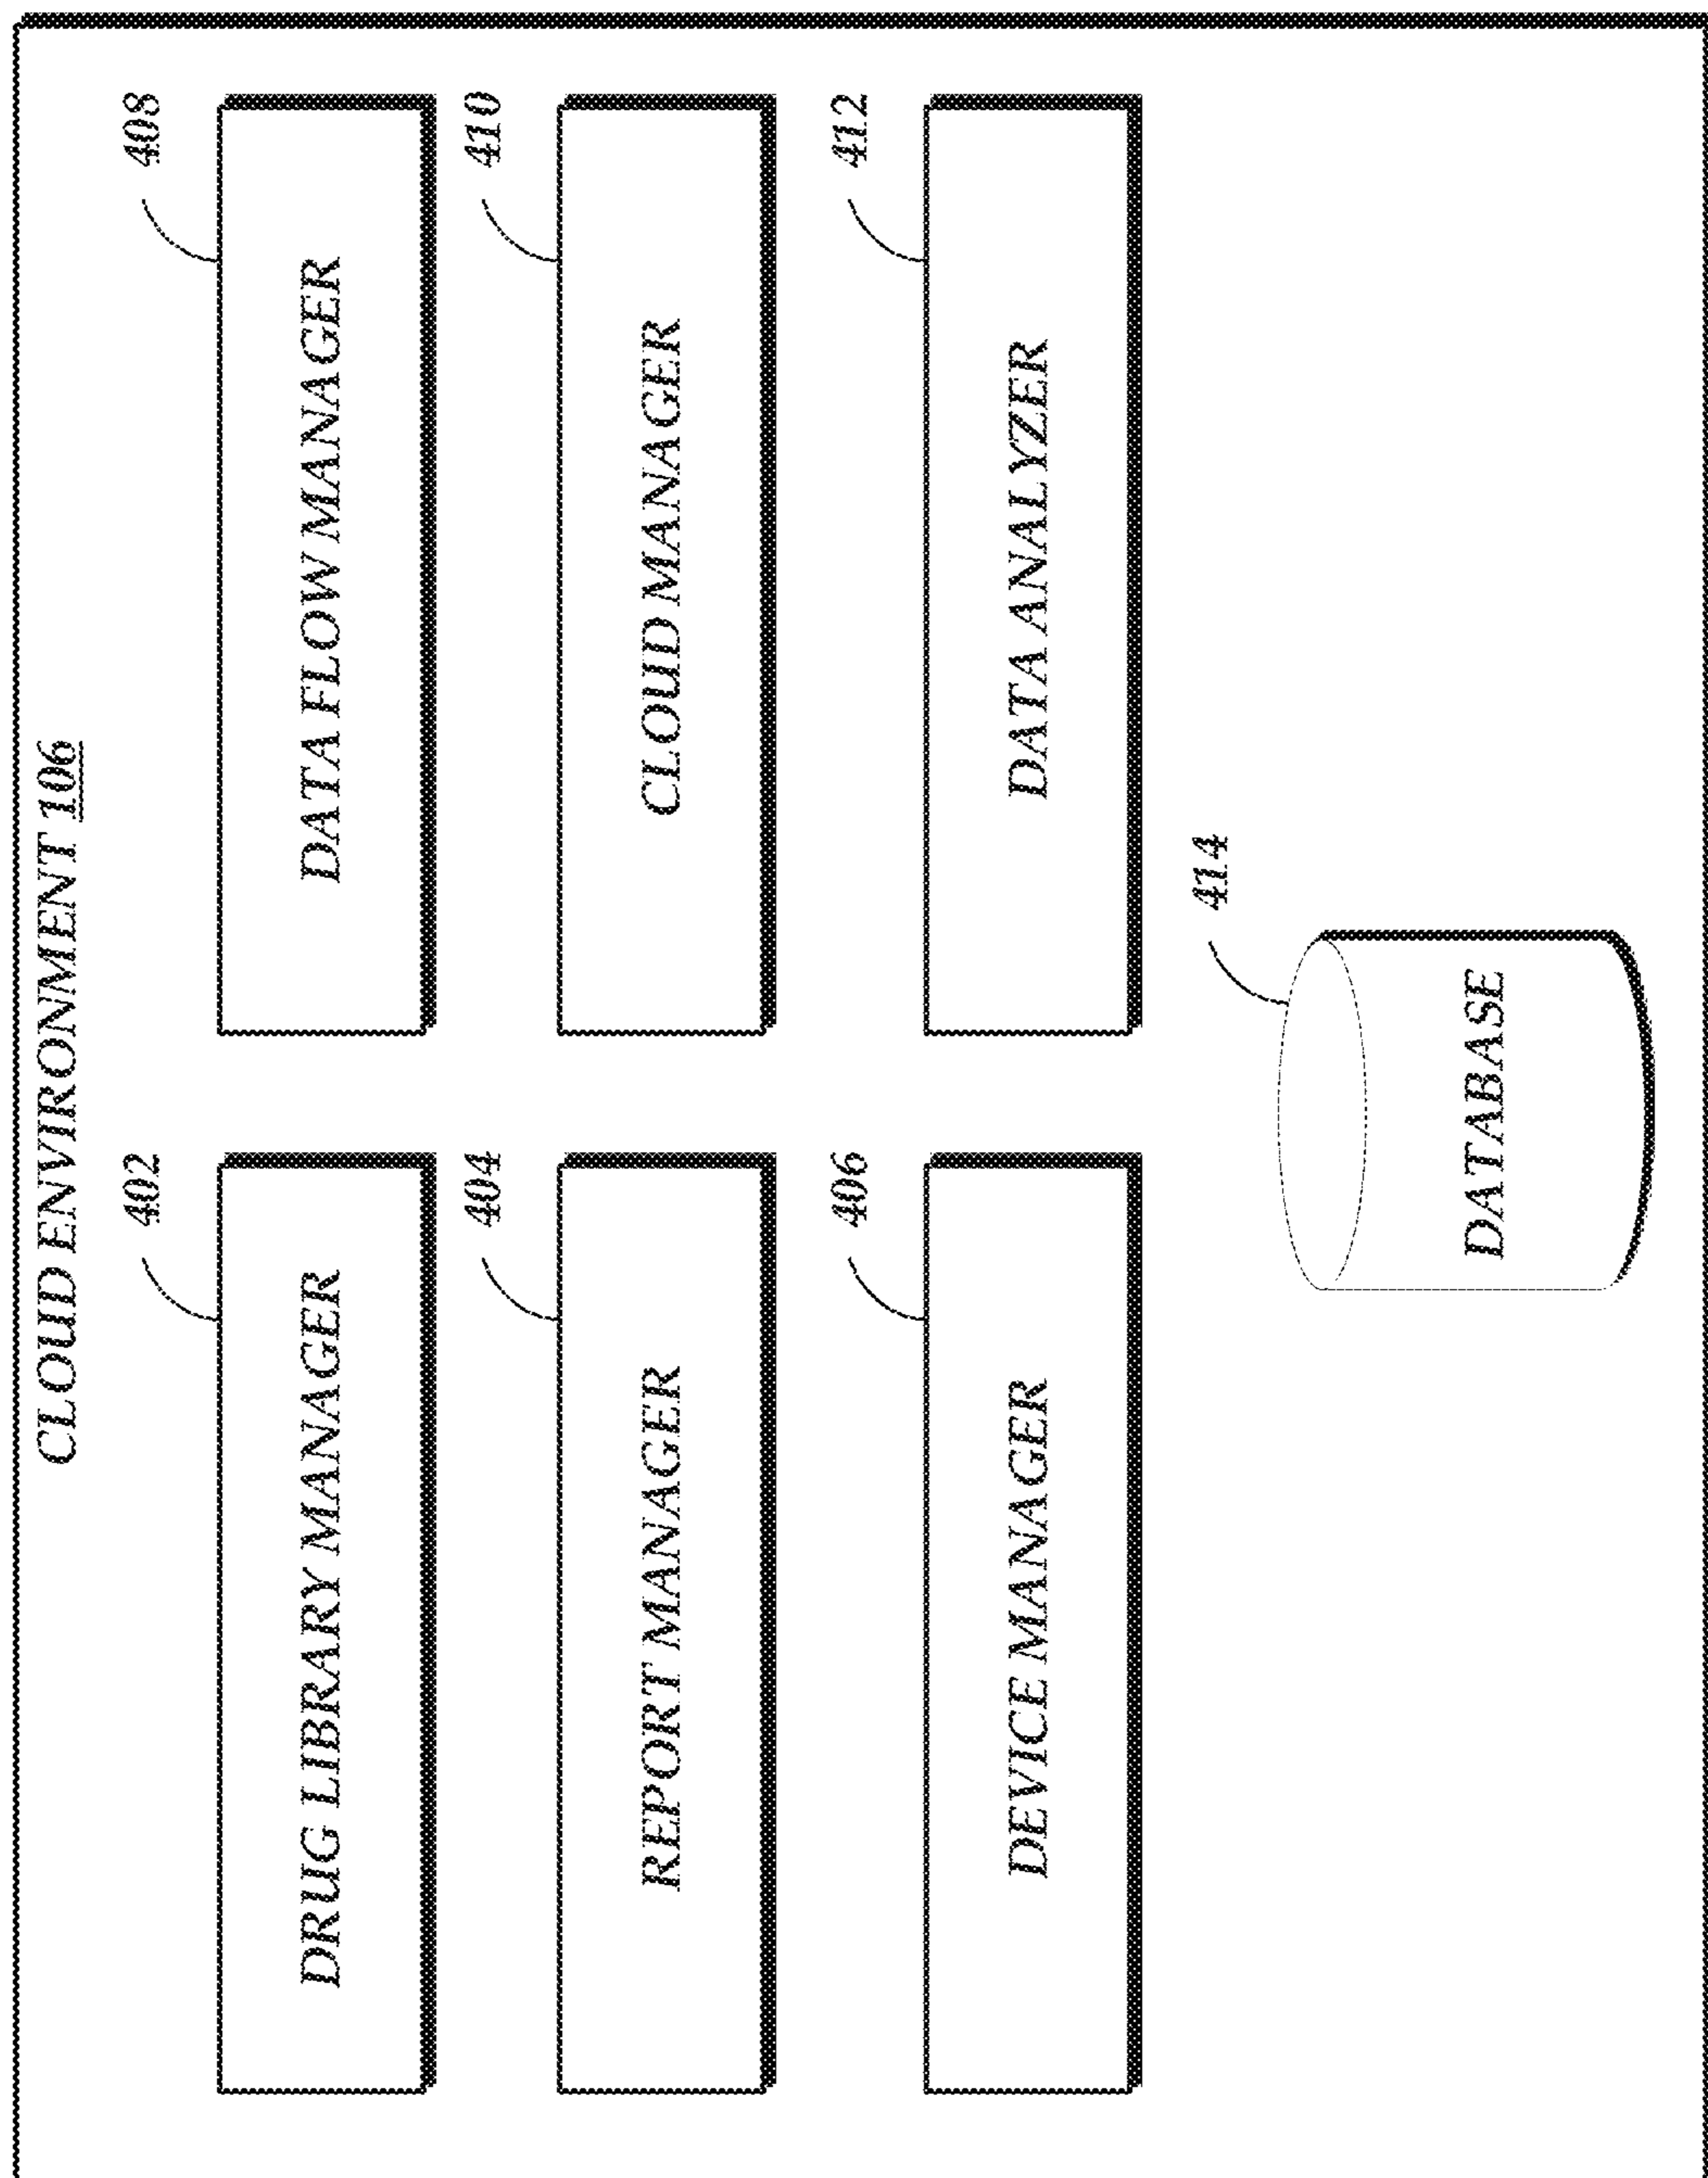 CLOUD ENVIRONMENT 106
402
DRUG LIBRARY MANAGER
408
DATA FLOW MANAGER
404
REPORT MANAGER
410
CLOUD MANAGER
406
DEVICE MANAGER
412
DATA ANALYZER
414
DATABASE